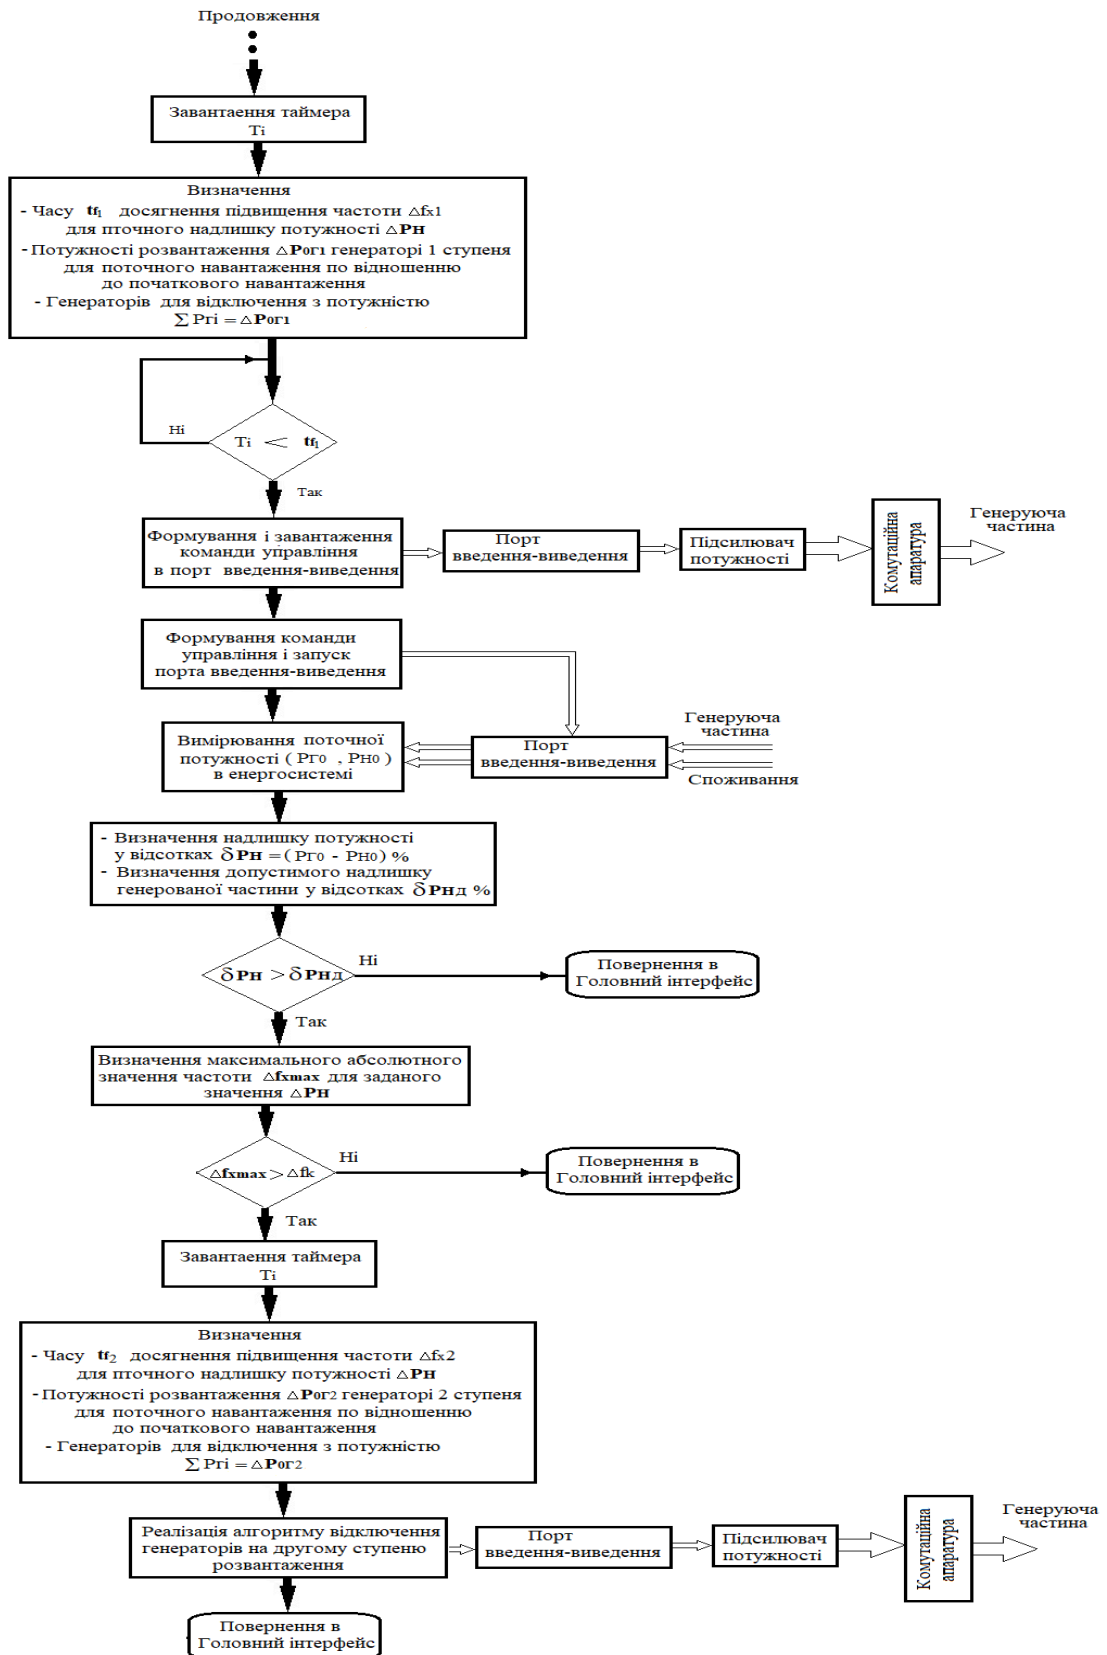 Продовження
Завантаення таймера
Ti
Визначення
- Часу tf1 досягнення підвищення частоти △fx1
для пточного надлишку потужності △Pн
- Потужності розвантаження △P0г1 генераторі 1 ступеня
для поточного навантаження по відношенню
до початкового навантаження
- Генераторів для відключення з потужністю
∑ Pгi = △P0г1
Ні
Ti < tf1
Так
Формування і завантаження
команди управління
в порт введення-виведення
Порт
введення-виведення
Підсилювач
потужності
Комутаційна
апаратура
Генеруюча
частина
Формування команди
управління і запуск
порта введення-виведення
Вимірювання поточної
потужності ( Pг0 , Pн0 )
в енергосистемі
Порт
введення-виведення
Генеруюча
частина
Споживання
- Визначення надлишку потужності
у відсотках δPн = ( Pг0 - Pн0 ) %
- Визначення допустимого надлишку
генерованої частини у відсотках δPнд %
δPн > δPнд
Ні
Повернення в
Головний інтерфейс
Так
Визначення максимального абсолютного
значення частоти △fxmax для заданого
значення △Pн
△fxmax > △fk
Ні
Повернення в
Головний інтерфейс
Так
Завантаення таймера
Ti
Визначення
- Часу tf2 досягнення підвищення частоти △fx2
для пточного надлишку потужності △Pн
- Потужності розвантаження △P0г2 генераторі 2 ступеня
для поточного навантаження по відношенню
до початкового навантаження
- Генераторів для відключення з потужністю
∑ Pгi = △P0г2
Реалізація алгоритму відключення
генераторів на другому ступеню
розвантаження
Порт
введення-виведення
Підсилювач
потужності
Комутаційна
апаратура
Генеруюча
частина
Повернення в
Головний інтерфейс